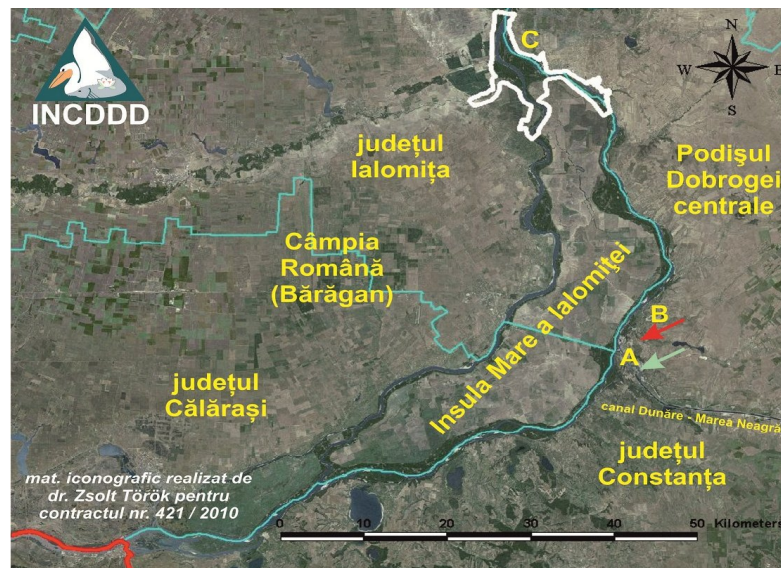 INCDDD
C
N
W
E
S
județul
Ialomița
Podișul
Dobrogei
centrale
Câmpia
Română
(Bărăgan)
Insula Mare a Ialomiței
B
A
județul
Călărași
canal Dunăre - Marea Neagră
județul
Constanța
mat. iconografic realizat de
dr. Zsolt Török pentru
contractul nr. 421 / 2010
0 10 20 30 40 50 Kilometers